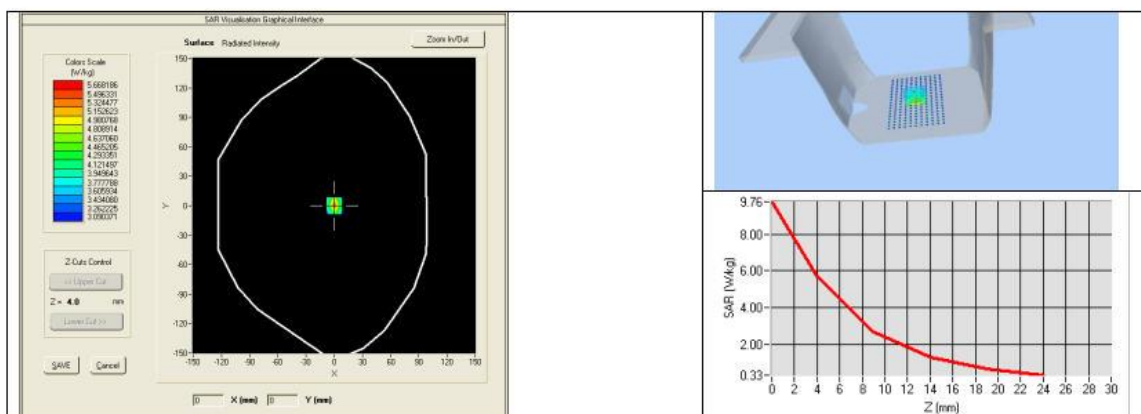 SAR Visualisation Graphical Interface
Surface Radiated Intensity
Zoom In/Out
Colors Scale
(W/kg)
5.668186
5.496331
5.324477
5.152623
4.980768
4.808914
4.637060
4.465205
4.293351
4.121497
3.949643
3.777788
3.605934
3.434080
3.262225
3.090371
Z-Cuts Control
<< Upper Cut
Z = 4.0 mm
Lower Cut >>
SAVE Cancel
150
120
90
60
30
0
-30
-60
-90
-120
-150
Y
-150 -120 -90 -60 -30 0 30 60 90 120 150
X
0 X (mm) 0 Y (mm)
9.76
8.00
6.00
4.00
2.00
0.33
SAR (W/kg)
0 2 4 6 8 10 12 14 16 18 20 22 24 26 28 30
Z (mm)